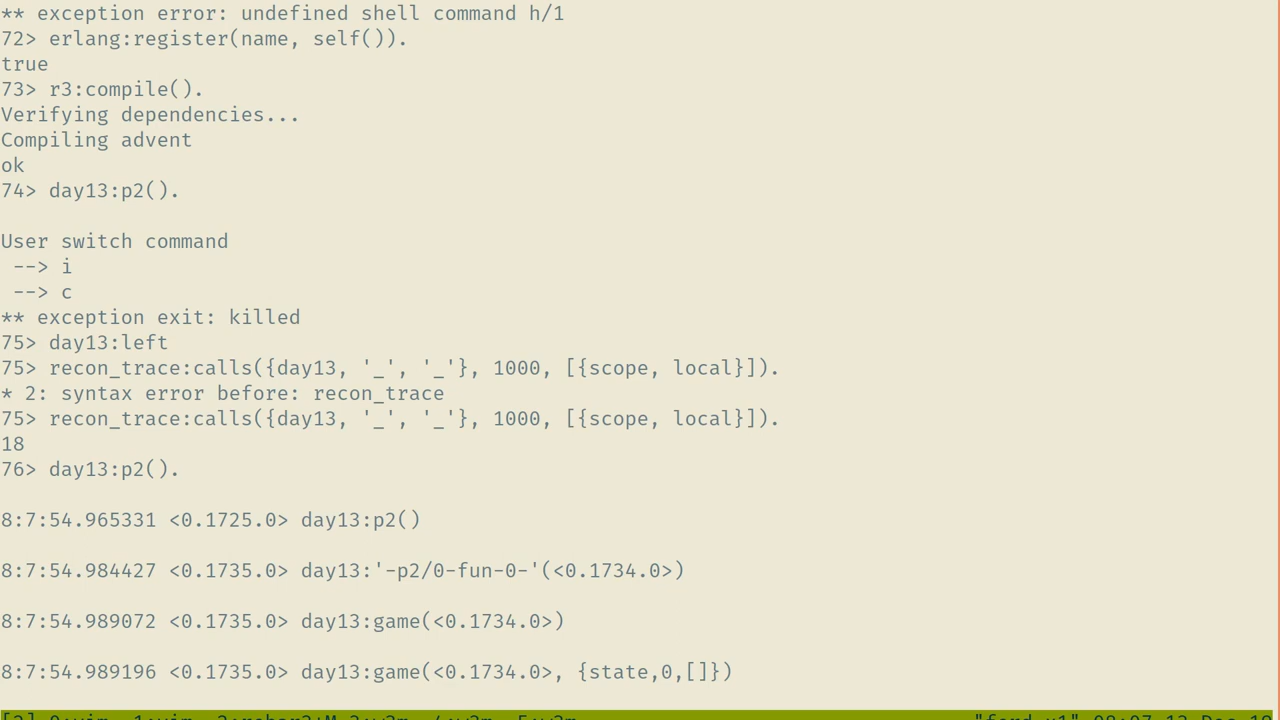 ** exception error: undefined shell command h/1
72> erlang:register(name, self()).
true
73> r3:compile().
Verifying dependencies...
Compiling advent
ok
74> day13:p2().
User switch command
 --> i
 --> c
** exception exit: killed
75> day13:left
75> recon_trace:calls({day13, '_', '_'}, 1000, [{scope, local}]).
* 2: syntax error before: recon_trace
75> recon_trace:calls({day13, '_', '_'}, 1000, [{scope, local}]).
18
76> day13:p2().
8:7:54.965331 <0.1725.0> day13:p2()
8:7:54.984427 <0.1735.0> day13:'-p2/0-fun-0-'(<0.1734.0>)
8:7:54.989072 <0.1735.0> day13:game(<0.1734.0>)
8:7:54.989196 <0.1735.0> day13:game(<0.1734.0>, {state,0,[]})